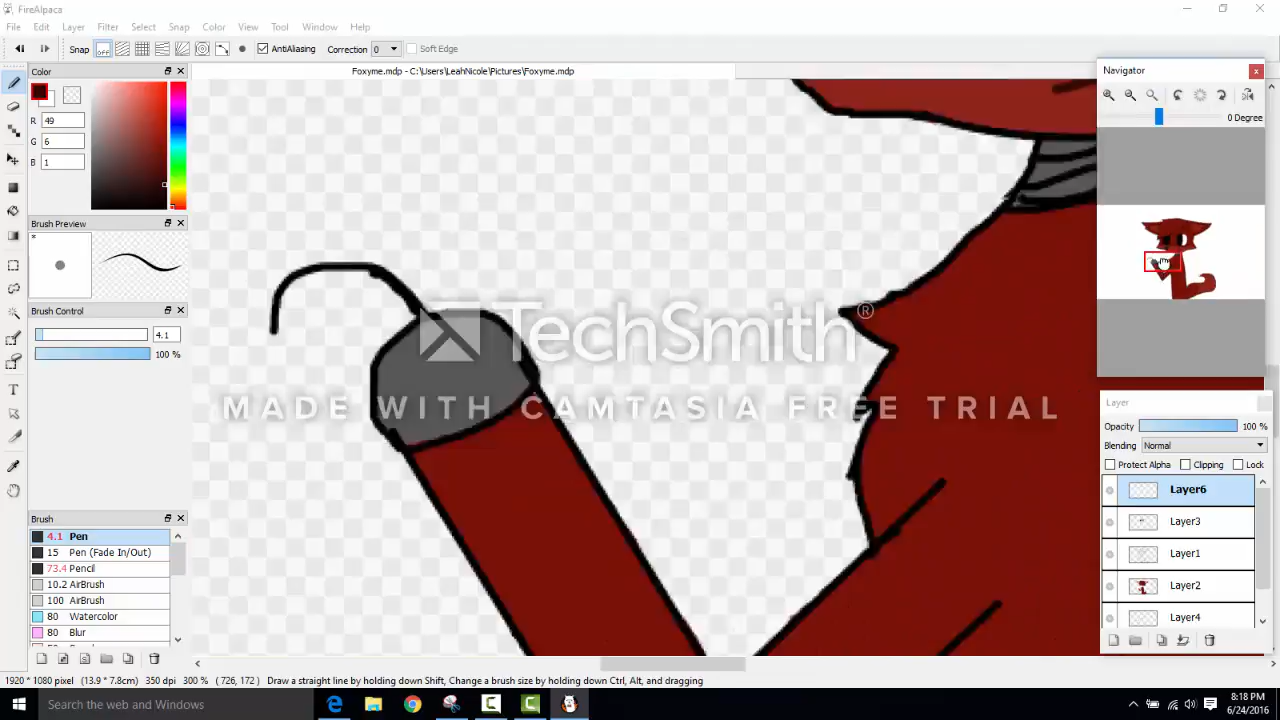 FireAlpaca
File Edit Layer Filter Select Snap Color View Tool Window Help
Snap OFF AntiAliasing Correction 0 Soft Edge
Color
Foxyme.mdp - C:\Users\LeahNicole\Pictures\Foxyme.mdp
Navigator
0 Degree
R 49
G 6
B 1
Brush Preview
Brush Control
4.1
100 %
TechSmith®
MADE WITH CAMTASIA FREE TRIAL
Layer
Opacity 100 %
Blending Normal
Protect Alpha Clipping Lock
Layer6
Layer3
Layer1
Layer2
Layer4
Brush
4.1 Pen
15 Pen (Fade In/Out)
73.4 Pencil
10.2 AirBrush
100 AirBrush
80 Watercolor
80 Blur
1920 * 1080 pixel (13.9 * 7.8cm) 350 dpi 300 % ( 726, 172 ) Draw a straight line by holding down Shift, Change a brush size by holding down Ctrl, Alt, and dragging
Search the web and Windows
8:18 PM
6/24/2016